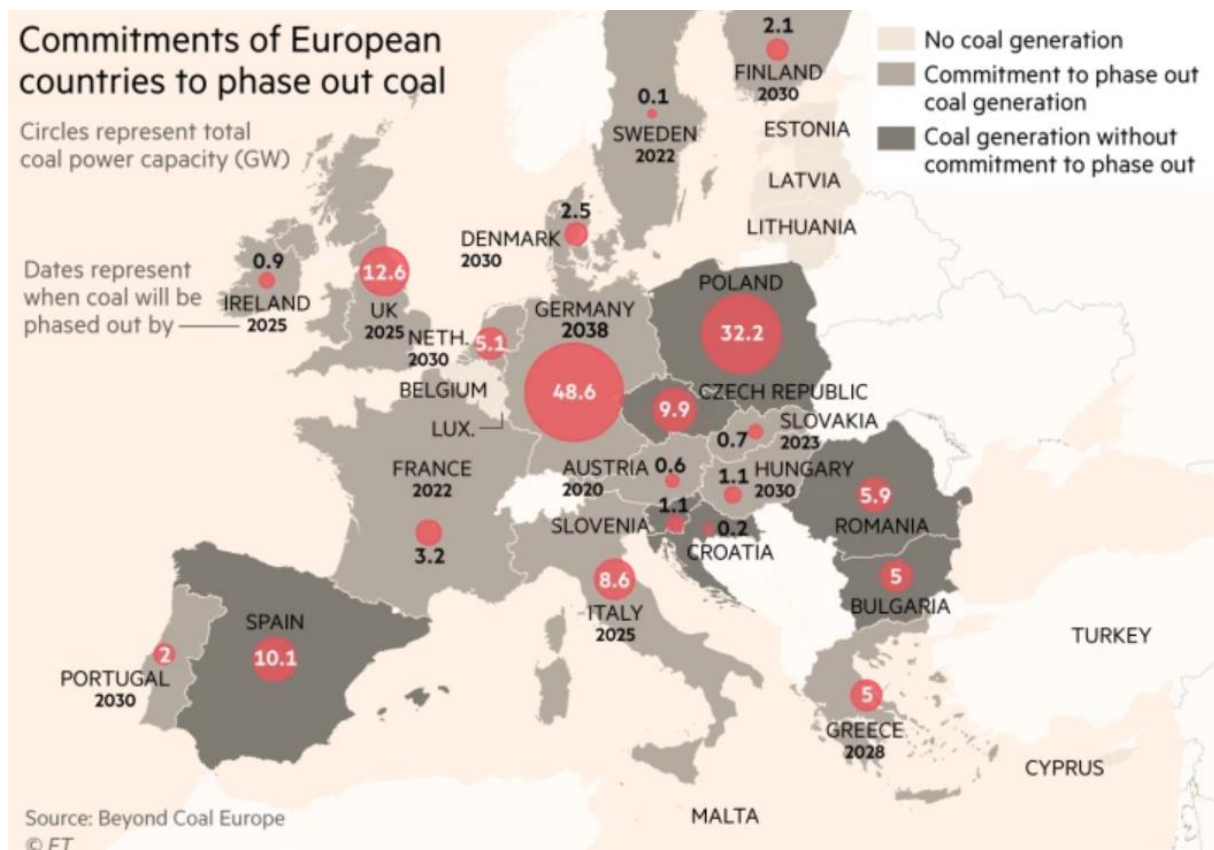 Commitments of European
countries to phase out coal
Circles represent total
coal power capacity (GW)
Dates represent
when coal will be
phased out by
No coal generation
Commitment to phase out
coal generation
Coal generation without
commitment to phase out
2.1
FINLAND
2030
0.1
SWEDEN
2022
ESTONIA
LATVIA
LITHUANIA
2.5
DENMARK
2030
0.9
IRELAND
2025
12.6
UK
2025
NETH.
2030
5.1
BELGIUM
LUX.
GERMANY
2038
48.6
POLAND
32.2
CZECH REPUBLIC
9.9
SLOVAKIA
2023
0.7
FRANCE
2022
3.2
AUSTRIA
2020
0.6
HUNGARY
2030
1.1
SLOVENIA
1.1
CROATIA
0.2
ROMANIA
5.9
BULGARIA
5
ITALY
2025
8.6
SPAIN
10.1
PORTUGAL
2030
2
GREECE
2028
5
TURKEY
CYPRUS
MALTA
Source: Beyond Coal Europe
© FT